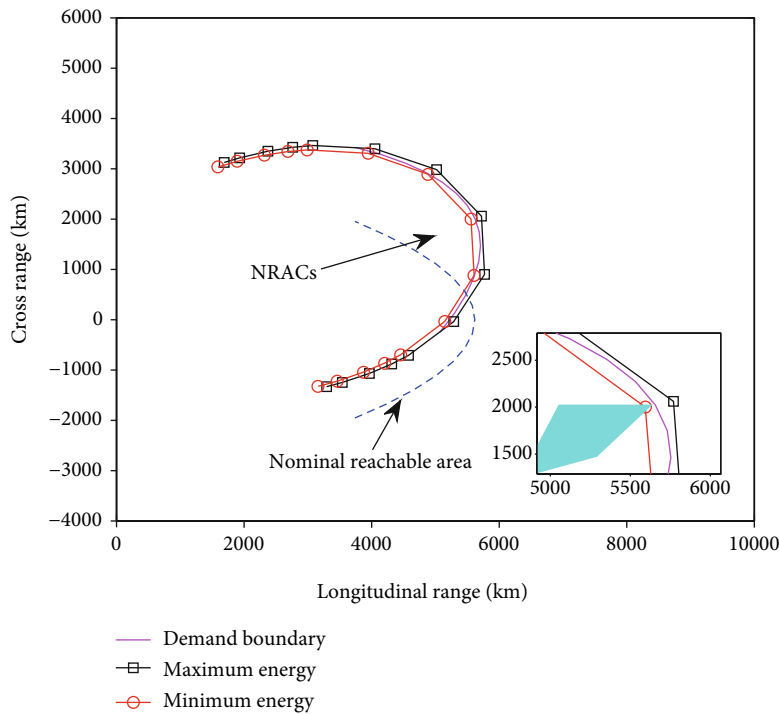 6000
5000
4000
3000
2000
1000
0
−1000
−2000
−3000
−4000
Cross range (km)
NRACs
Nominal reachable area
2500
2000
1500
5000 5500 6000
0 2000 4000 6000 8000 10000
Longitudinal range (km)
Demand boundary
Maximum energy
Minimum energy